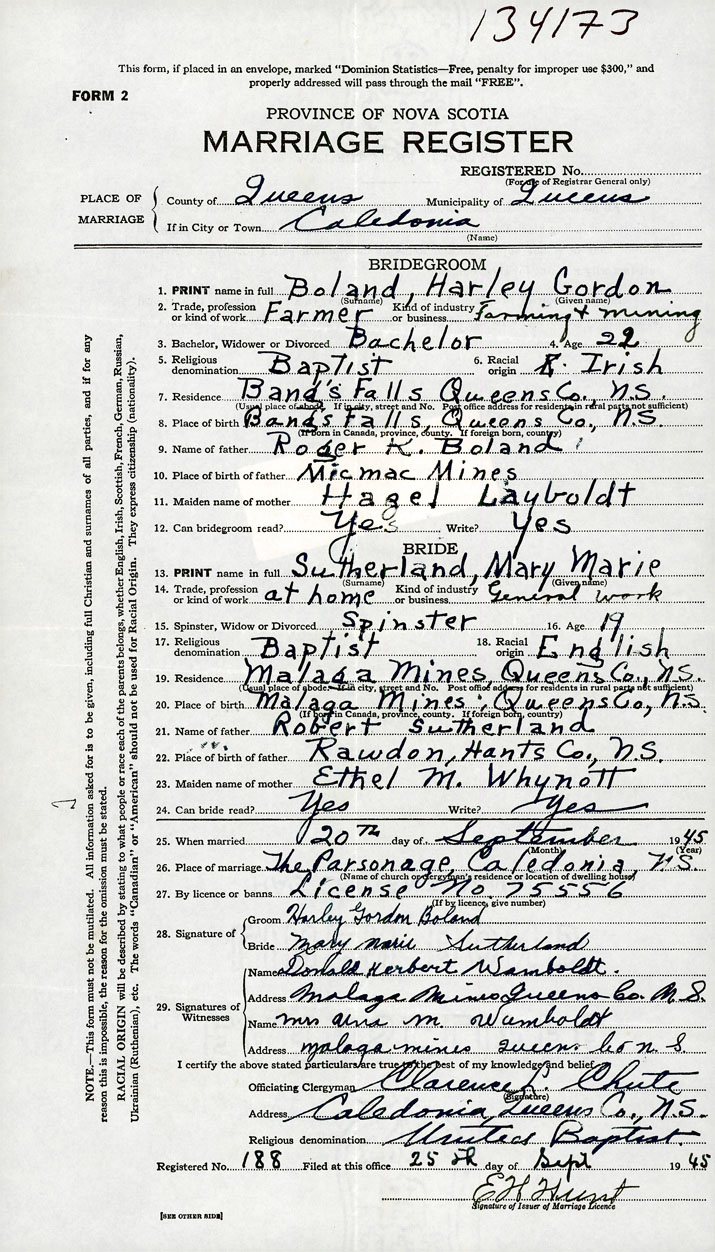 134173
This form, if placed in an envelope, marked "Dominion Statistics—Free, penalty for improper use $300," and
properly addressed will pass through the mail "FREE".
FORM 2
PROVINCE OF NOVA SCOTIA
MARRIAGE REGISTER
REGISTERED No.
(For use of Registrar General only)
PLACE OF MARRIAGE
County of Queens Municipality of Queens
If in City or Town Caledonia
(Name)
BRIDEGROOM
1. PRINT name in full Boland, Harley Gordon
(Surname) (Given name)
2. Trade, profession or kind of work Farmer Kind of industry or business Farming & mining
3. Bachelor, Widower or Divorced Bachelor 4. Age 22
5. Religious denomination Baptist 6. Racial origin Irish
7. Residence Bang's Falls Queens Co., N.S.
(Usual place of abode. If in city, street and No. Post office address for residents in rural parts not sufficient)
8. Place of birth Bangs Falls, Queens Co., N.S.
(If born in Canada, province, county. If foreign born, country)
9. Name of father Roger K. Boland
10. Place of birth of father Micmac Mines
11. Maiden name of mother Hagel Layboldt
12. Can bridegroom read? Yes Write? Yes
BRIDE
13. PRINT name in full Sutherland, Mary Marie
(Surname) (Given name)
14. Trade, profession or kind of work at home Kind of industry or business General work
15. Spinster, Widow or Divorced Spinster 16. Age 19
17. Religious denomination Baptist 18. Racial origin English
19. Residence Malaga Mines, Queens Co., N.S.
(Usual place of abode. If in city, street and No. Post office address for residents in rural parts not sufficient)
20. Place of birth Malaga Mines, Queens Co, N.S.
(If born in Canada, province, county. If foreign born, country)
21. Name of father Robert Sutherland
22. Place of birth of father Rawdon, Hants Co., N.S.
23. Maiden name of mother Ethel M. Whynott
24. Can bride read? Yes Write? Yes
25. When married 20TH day of September 1945
(Month) (Year)
26. Place of marriage The Parsonage, Caledonia, N.S.
(Name of church or clergyman's residence or location of dwelling house)
27. By licence or banns License No. 75556
(If by licence, give number)
28. Signature of
Groom Harley Gordon Boland
Bride Mary Marie Sutherland
29. Signatures of Witnesses
Name Donald Herbert Wamboldt.
Address Malaga Mines Queens Co. N.S.
Name Mrs M. Wamboldt
Address malaga mines queens Co N.S.
I certify the above stated particulars are true to the best of my knowledge and belief.
Officiating Clergyman Clarence L. Chute
(Signature)
Address Caledonia, Queens Co., N.S.
Religious denomination United Baptist
Registered No. 188 Filed at this office 25th day of Sept 1945
E H Hunt
Signature of Issuer of Marriage Licence
[SEE OTHER SIDE]
NOTE.—This form must not be mutilated. All information asked for is to be given, including full Christian and surnames of all parties, and if for any
reason this is impossible, the reason for the omission must be stated.
RACIAL ORIGIN will be described by stating to what people or race each of the parents belongs, whether English, Irish, Scottish, French, German, Russian,
Ukrainian (Ruthenian), etc. The words "Canadian" or "American" should not be used for Racial Origin. They express citizenship (nationality).